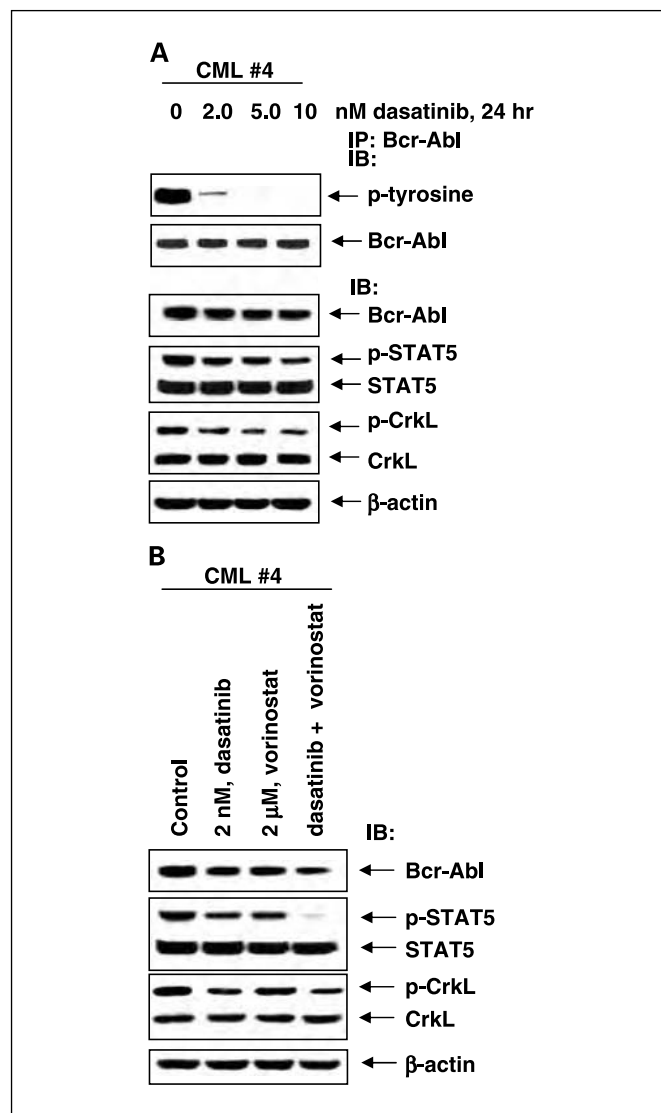 A
CML #4
0 2.0 5.0 10 nM dasatinib, 24 hr
IP: Bcr-Abl
IB:
p-tyrosine
Bcr-Abl
IB:
Bcr-Abl
p-STAT5
STAT5
p-CrkL
CrkL
β-actin
B
CML #4
Control
2 nM, dasatinib
2 μM, vorinostat
dasatinib + vorinostat
IB:
Bcr-Abl
p-STAT5
STAT5
p-CrkL
CrkL
β-actin